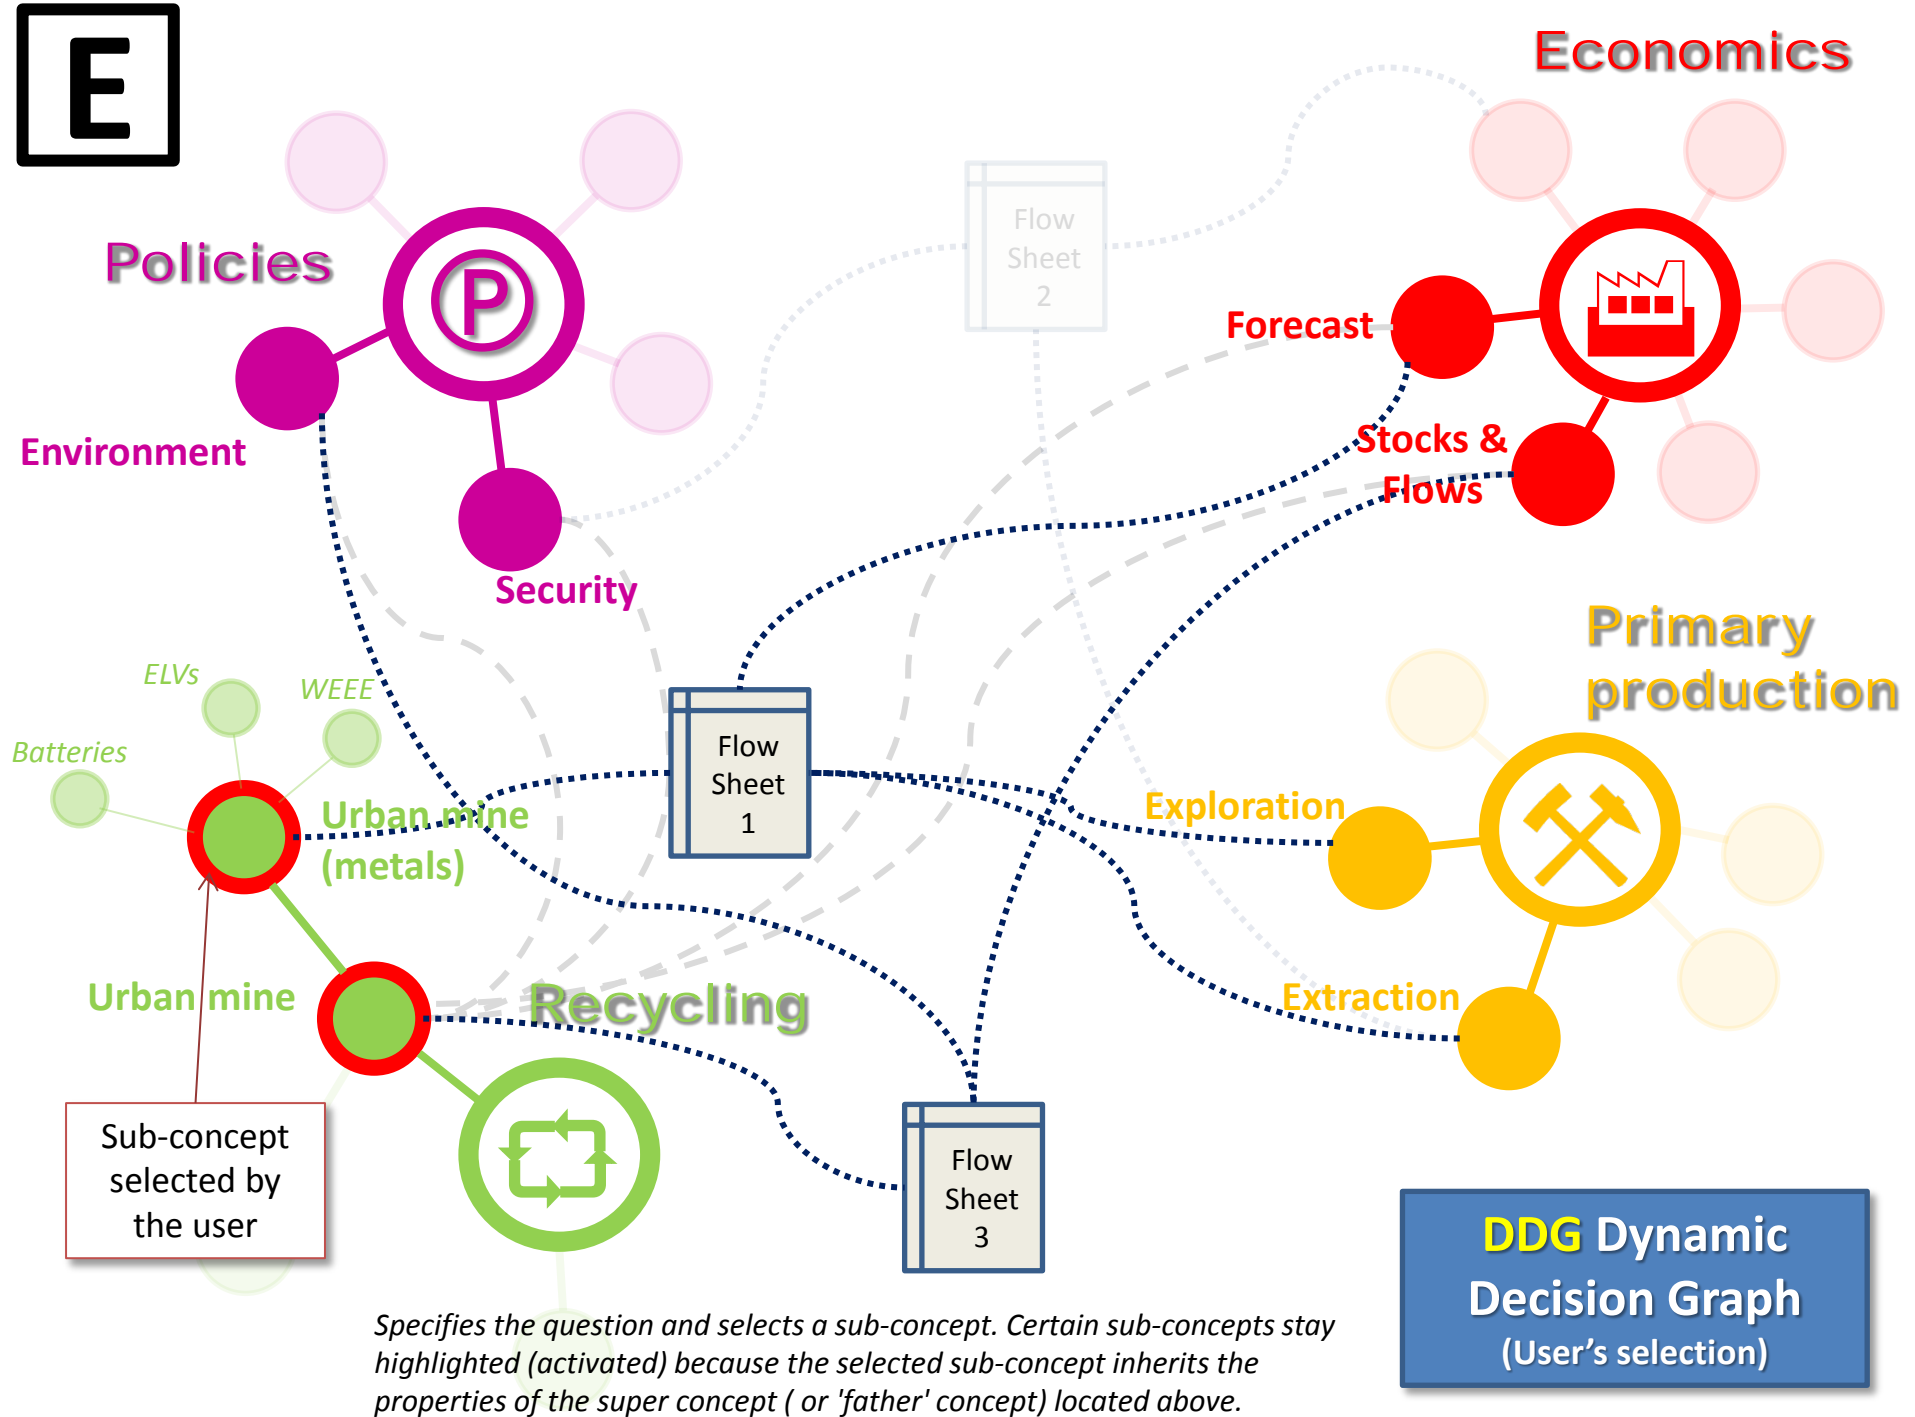 E
Economics
Flow
Sheet
2
Policies
P
Forecast
Environment
Stocks &
Flows
Security
Primary
production
ELVs
WEEE
Batteries
Flow
Sheet
1
Urban mine
(metals)
Exploration
Urban mine
Recycling
Extraction
Sub-concept
selected by
the user
Flow
Sheet
3
DDG Dynamic
Decision Graph
(User's selection)
Specifies the question and selects a sub-concept. Certain sub-concepts stay
highlighted (activated) because the selected sub-concept inherits the
properties of the super concept ( or 'father' concept) located above.